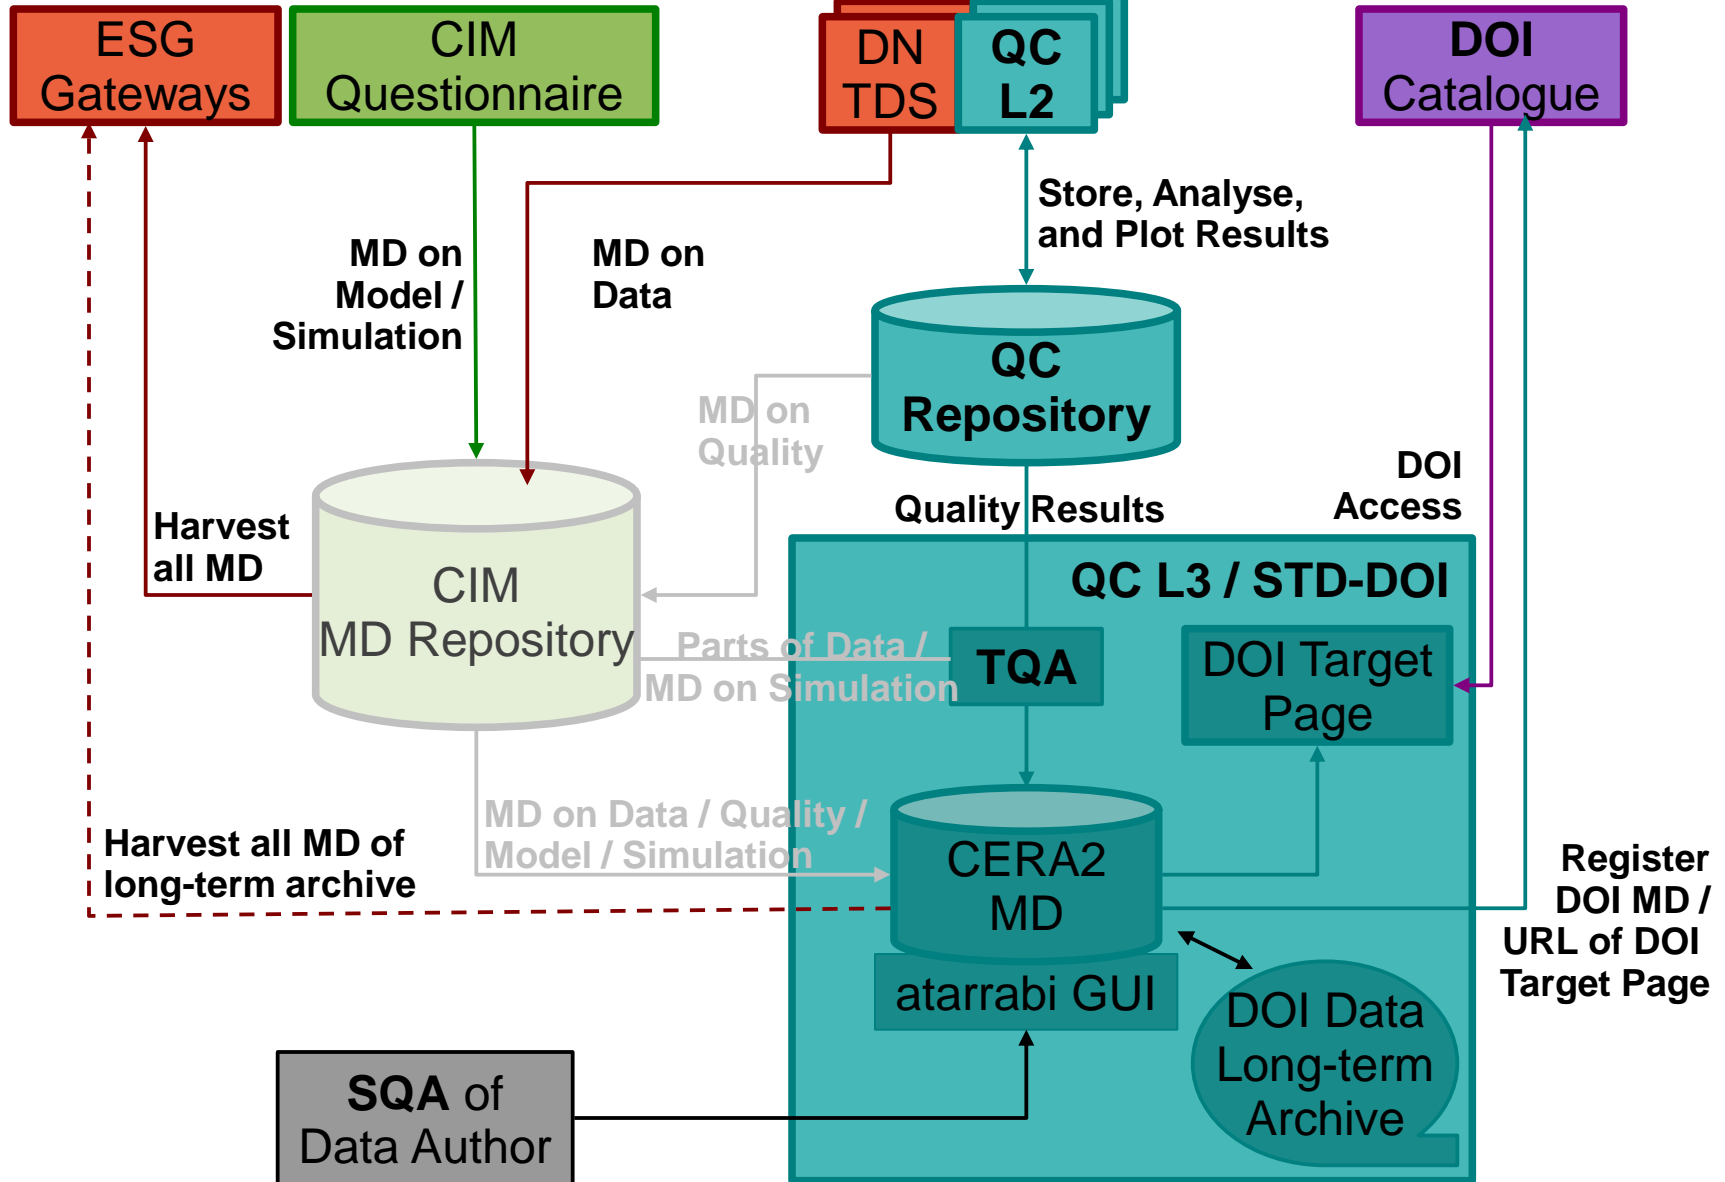 ESG
Gateways
CIM
Questionnaire
DN
TDS
QC
L2
DOI
Catalogue
Store, Analyse,
and Plot Results
MD on
Model /
Simulation
MD on
Data
QC
Repository
MD on
Quality
DOI
Access
Quality Results
Harvest
all MD
CIM
MD Repository
QC L3 / STD-DOI
Parts of Data /
MD on Simulation
TQA
DOI Target
Page
MD on Data / Quality /
Model / Simulation
Harvest all MD of
long-term archive
CERA2
MD
Register
DOI MD /
URL of DOI
Target Page
atarrabi GUI
DOI Data
Long-term
Archive
SQA of
Data Author